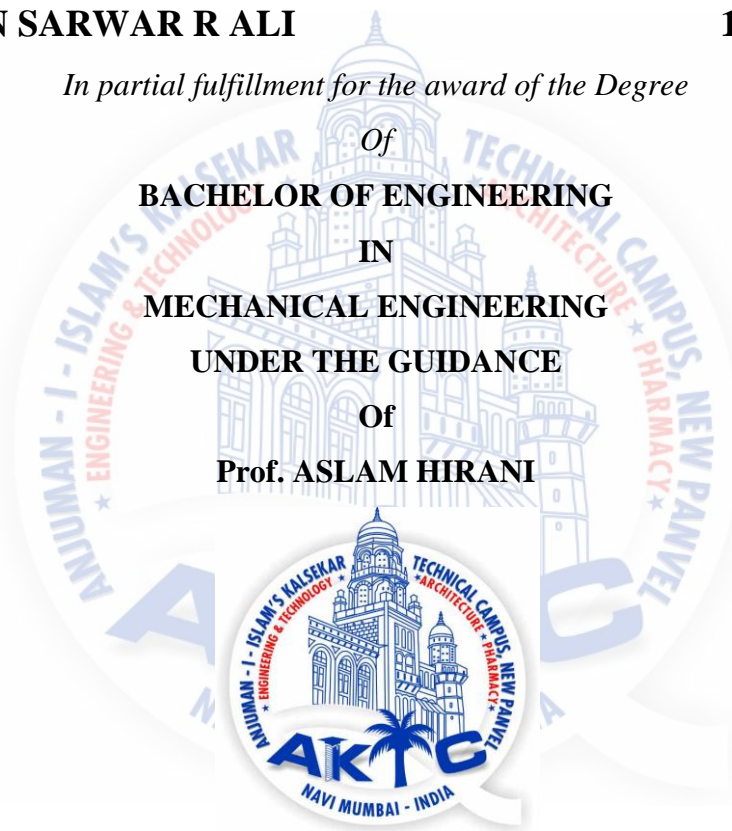 N SARWAR R ALI 1
In partial fulfillment for the award of the Degree
Of
BACHELOR OF ENGINEERING
IN
MECHANICAL ENGINEERING
UNDER THE GUIDANCE
Of
Prof. ASLAM HIRANI
ANJUMAN - I - ISLAM'S KALSEKAR TECHNICAL CAMPUS, NEW PANVEL
★ ENGINEERING & TECHNOLOGY ★ARCHITECTURE ★ PHARMACY★
AKTC
NAVI MUMBAI - INDIA